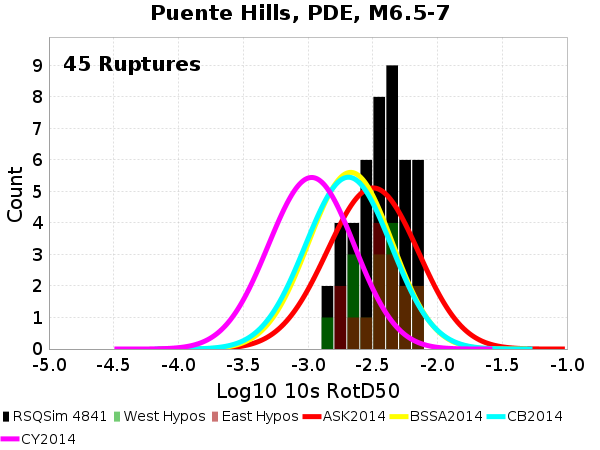 Puente Hills, PDE, M6.5-7
45 Ruptures
9
8
7
6
5
4
3
2
1
0
Count
-5.0 -4.5 -4.0 -3.5 -3.0 -2.5 -2.0 -1.5 -1.0
Log10 10s RotD50
RSQSim 4841 West Hypos East Hypos ASK2014 BSSA2014 CB2014
CY2014